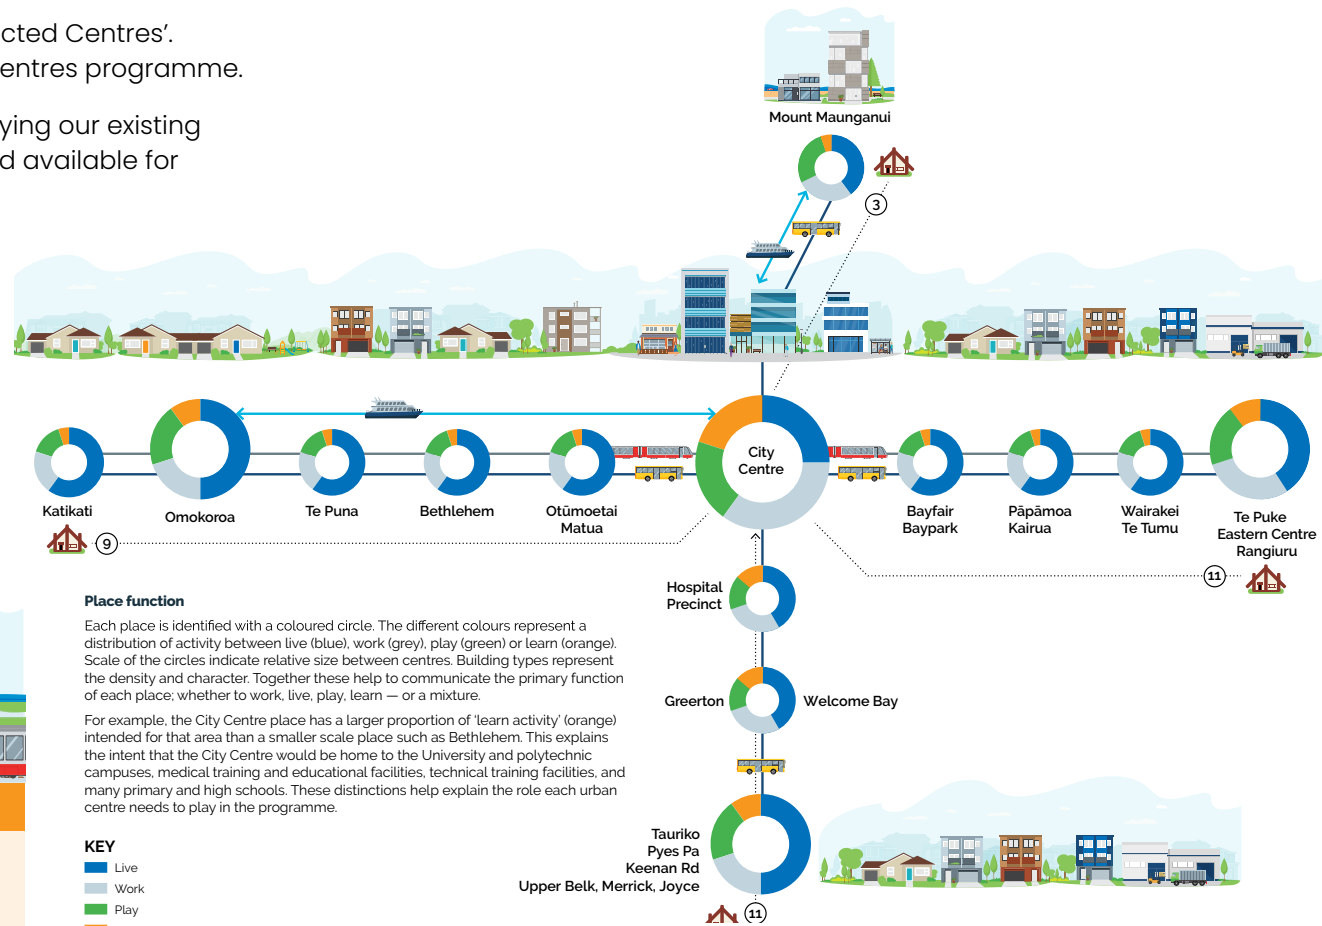 cted Centres’.
entres programme.
ying our existing
d available for
Mount Maunganui
3
City
Centre
Katikati
Omokoroa
Te Puna
Bethlehem
Otūmoetai
Matua
Bayfair
Baypark
Pāpāmoa
Kairua
Wairakei
Te Tumu
Te Puke
Eastern Centre
Rangiuru
9
11
Hospital
Precinct
Greerton
Welcome Bay
Tauriko
Pyes Pa
Keenan Rd
Upper Belk, Merrick, Joyce
11
Place function
Each place is identified with a coloured circle. The different colours represent a
distribution of activity between live (blue), work (grey), play (green) or learn (orange).
Scale of the circles indicate relative size between centres. Building types represent
the density and character. Together these help to communicate the primary function
of each place; whether to work, live, play, learn — or a mixture.
For example, the City Centre place has a larger proportion of ‘learn activity’ (orange)
intended for that area than a smaller scale place such as Bethlehem. This explains
the intent that the City Centre would be home to the University and polytechnic
campuses, medical training and educational facilities, technical training facilities, and
many primary and high schools. These distinctions help explain the role each urban
centre needs to play in the programme.
KEY
Live
Work
Play